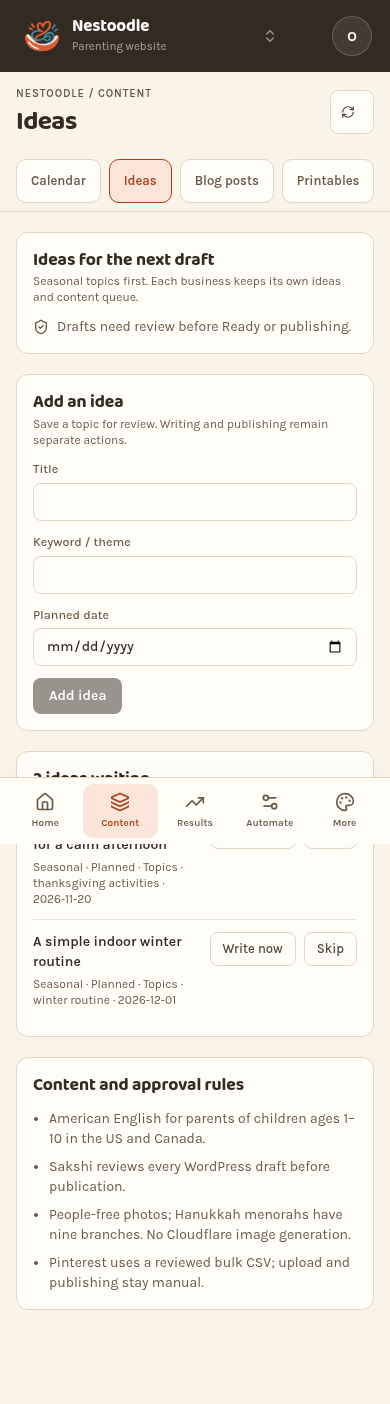 Nestoodle
Parenting website
O
NESTOODLE / CONTENT
Ideas
Calendar
Ideas
Blog posts
Printables
Ideas for the next draft
Seasonal topics first. Each business keeps its own ideas
and content queue.
Drafts need review before Ready or publishing.
Add an idea
Save a topic for review. Writing and publishing remain
separate actions.
Title
Keyword / theme
Planned date
mm/dd/yyyy
Add idea
ideas waiting
Home
Content
Results
Automate
More
for a calm afternoon
Seasonal · Planned · Topics ·
thanksgiving activities ·
2026-11-20
A simple indoor winter
routine
Write now
Skip
Seasonal · Planned · Topics ·
winter routine · 2026-12-01
Content and approval rules
• American English for parents of children ages 1–
10 in the US and Canada.
• Sakshi reviews every WordPress draft before
publication.
• People-free photos; Hanukkah menorahs have
nine branches. No Cloudflare image generation.
• Pinterest uses a reviewed bulk CSV; upload and
publishing stay manual.